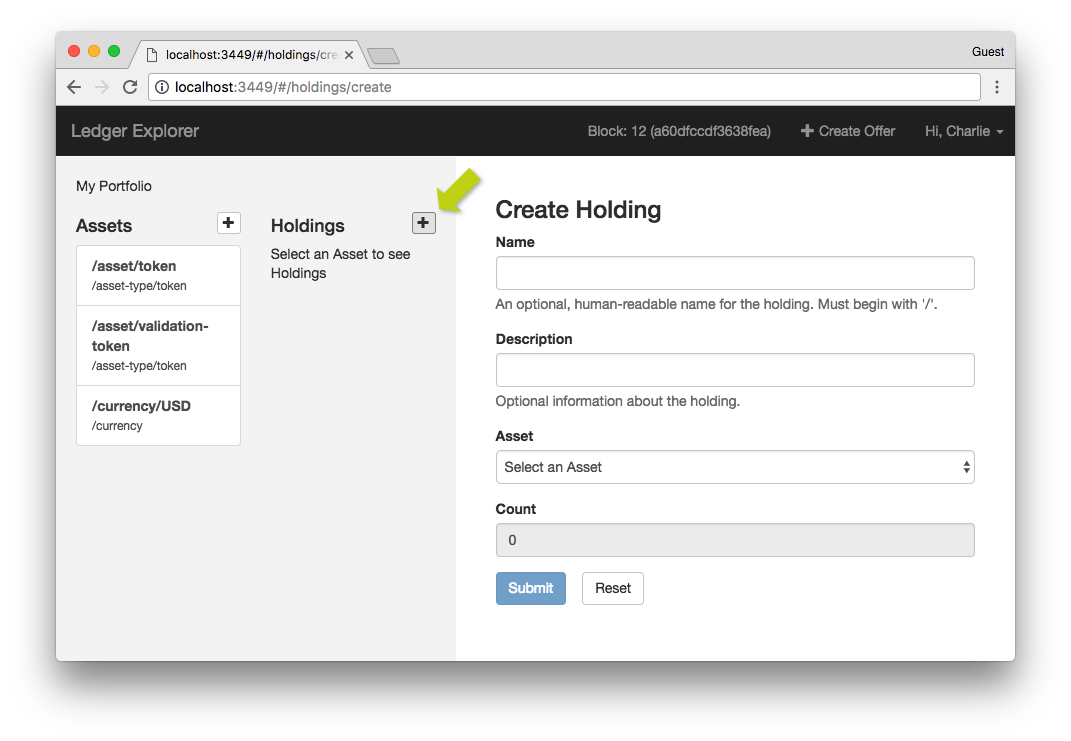 localhost:3449/#/holdings/cre
Guest
localhost:3449/#/holdings/create
Ledger Explorer
Block: 12 (a60dfccdf3638fea)
Create Offer
Hi, Charlie
My Portfolio
Assets
/asset/token
/asset-type/token
/asset/validation-
token
/asset-type/token
/currency/USD
/currency
Holdings
Select an Asset to see
Holdings
Create Holding
Name
An optional, human-readable name for the holding. Must begin with '/'.
Description
Optional information about the holding.
Asset
Select an Asset
Count
0
Submit
Reset